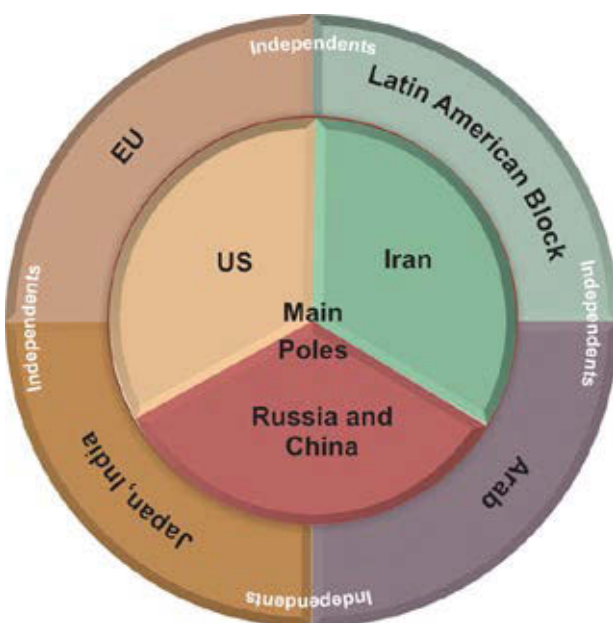 Independents
EU
Latin American Block
US
Iran
Independents
Independents
Main
Poles
Russia and
China
Japan, India
Arab
Independents